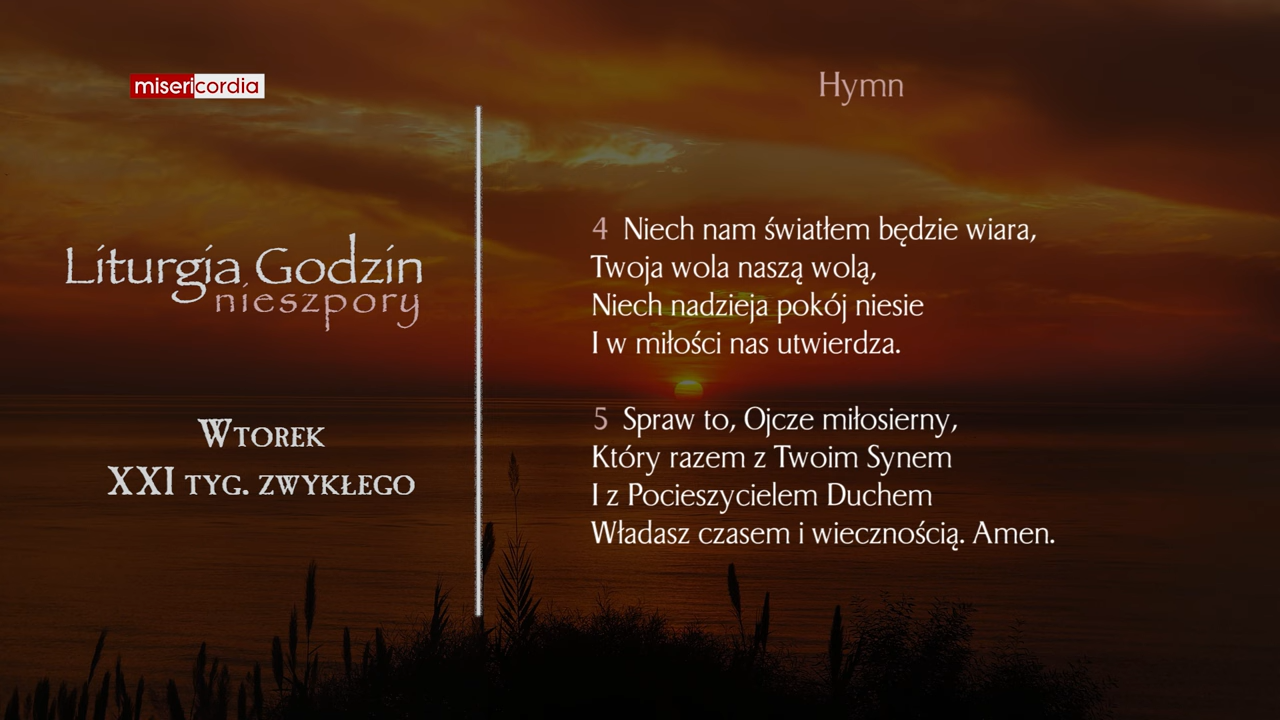 misericordia
Liturgia Godzin
nieszpory
Wtorek
XXI tyg. zwykłego
Hymn
4 Niech nam światłem będzie wiara,
Twoja wola naszą wolą,
Niech nadzieja pokój niesie
I w miłości nas utwierdza.
5 Spraw to, Ojcze miłosierny,
Który razem z Twoim Synem
I z Pocieszycielem Duchem
Władasz czasem i wiecznością. Amen.